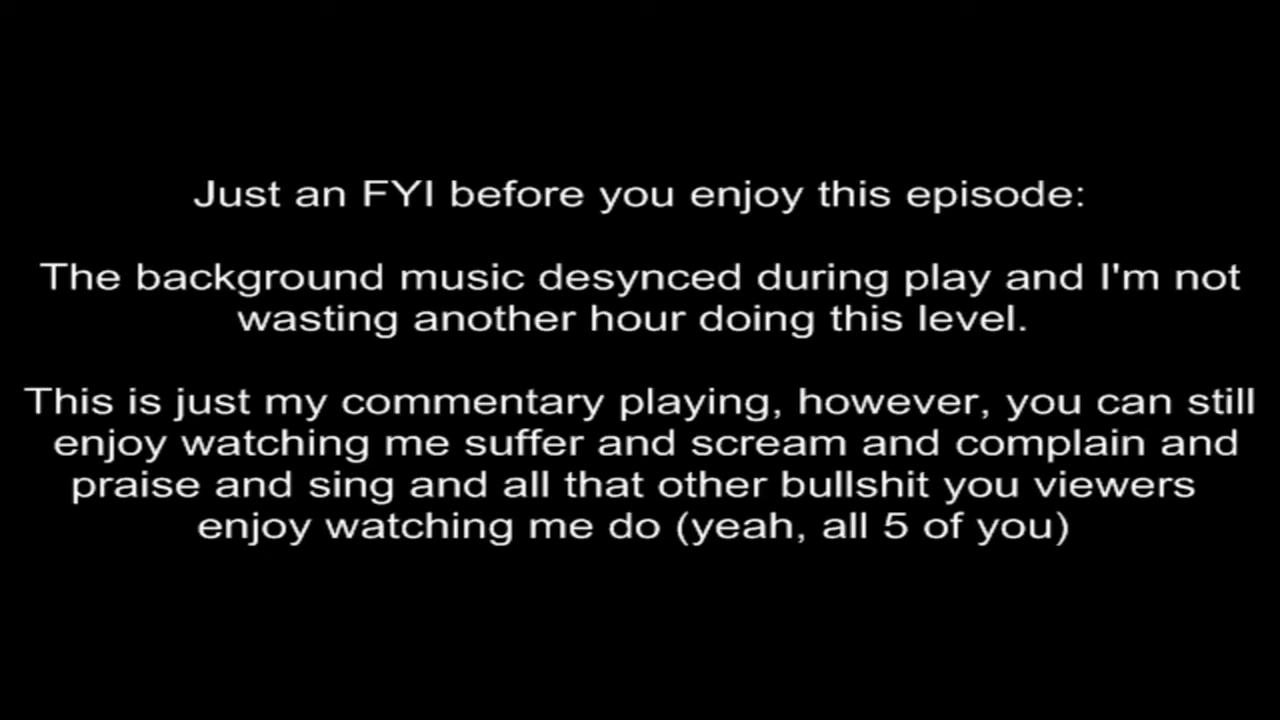 Just an FYI before you enjoy this episode:
The background music desynced during play and I'm not
wasting another hour doing this level.
This is just my commentary playing, however, you can still
enjoy watching me suffer and scream and complain and
praise and sing and all that other bullshit you viewers
enjoy watching me do (yeah, all 5 of you)